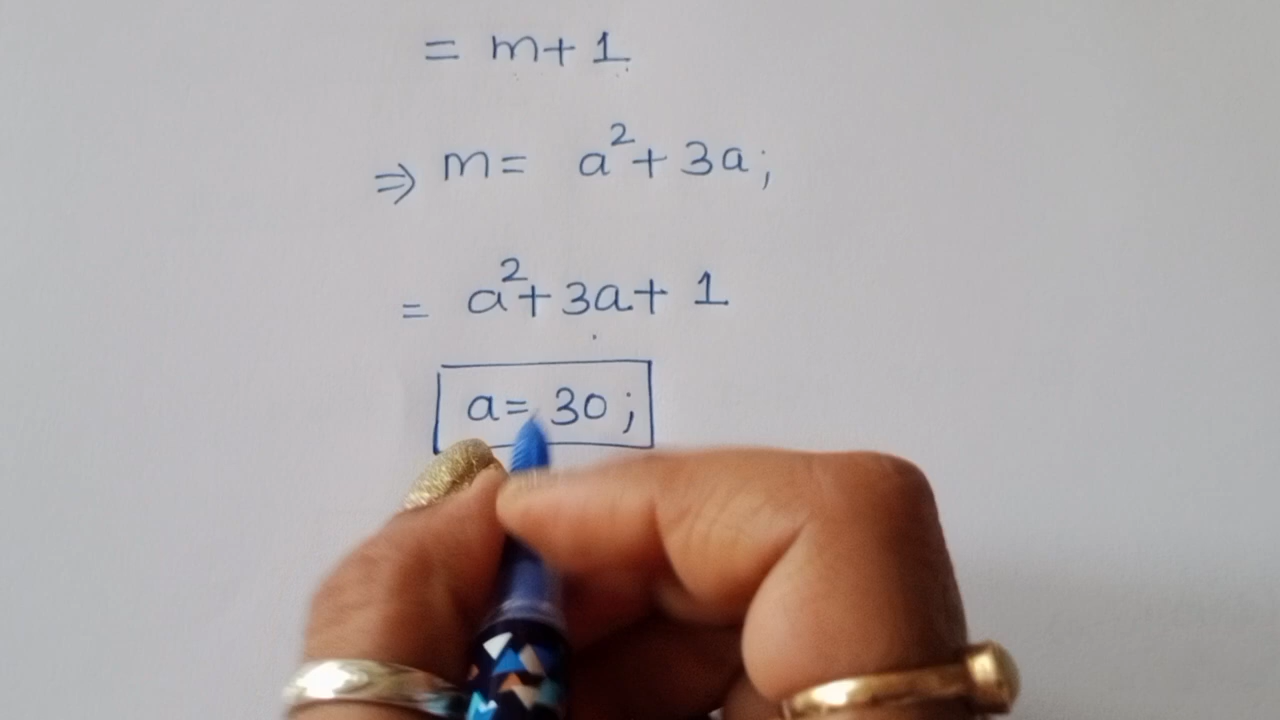 = m + 1
⇒ m = a² + 3a ;
= a² + 3a + 1
a = 30 ;